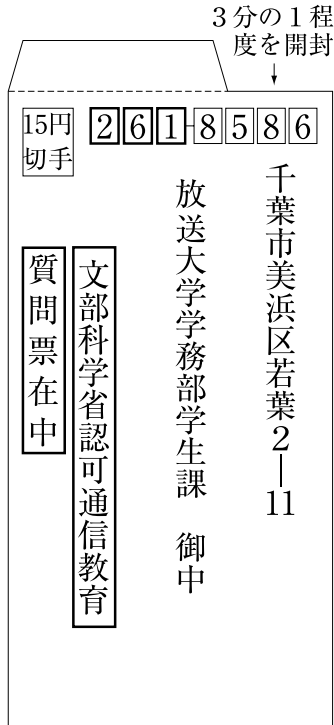 3分の1程
度を開封
↓
15円
切手
261-8586
千葉市美浜区若葉2―11
放送大学学務部学生課　御中
文部科学省認可通信教育
質問票在中